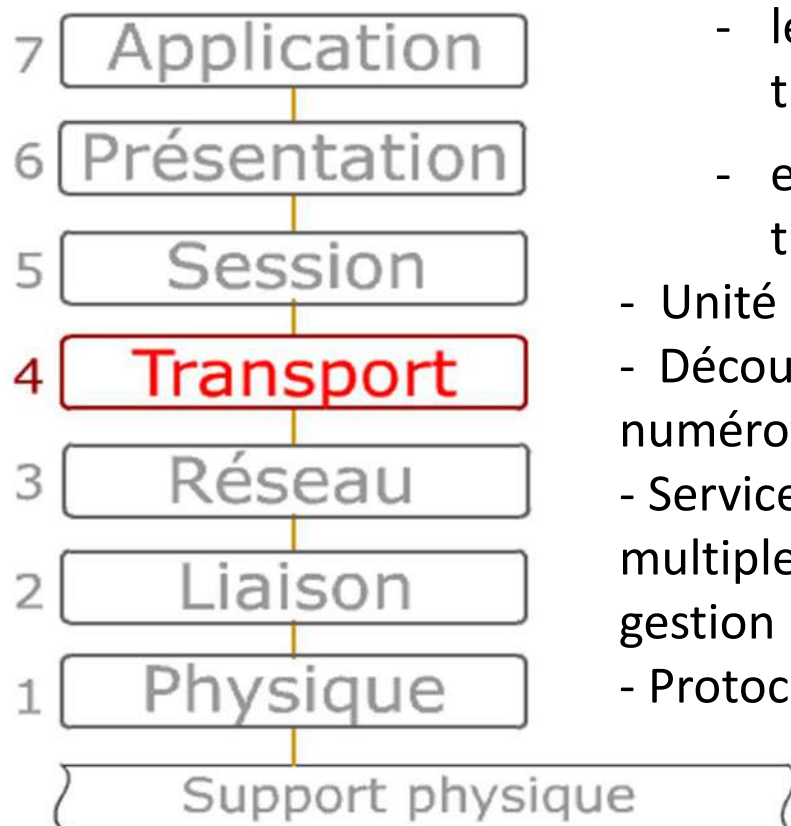 7 Application
6 Présentation
5 Session
4 Transport
3 Réseau
2 Liaison
1 Physique
Support physique
- le
t
- e
t
- Unité
- Décou
numéro
- Service
multiple
gestion
- Protoc